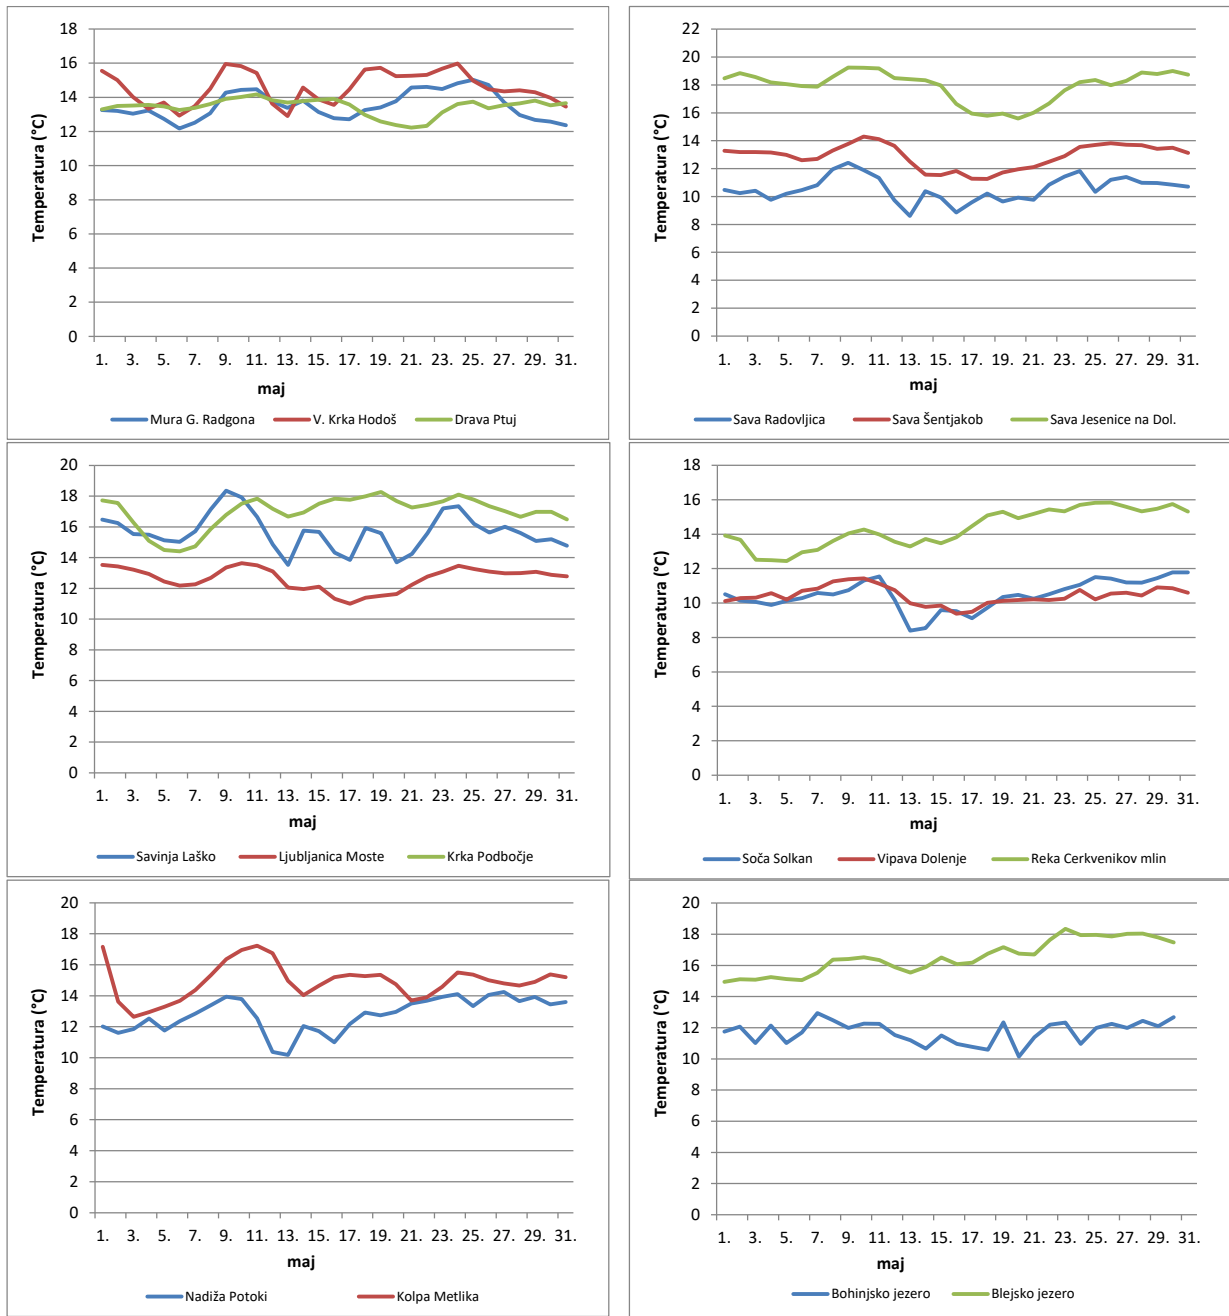 18
16
14
12
10
8
6
4
2
0
Temperatura (°C)
1. 3. 5. 7. 9. 11. 13. 15. 17. 19. 21. 23. 25. 27. 29. 31.
maj
Mura G. Radgona V. Krka Hodoš Drava Ptuj
22
20
18
16
14
12
10
8
6
4
2
0
Temperatura (°C)
1. 3. 5. 7. 9. 11. 13. 15. 17. 19. 21. 23. 25. 27. 29. 31.
maj
Sava Radovljica Sava Šentjakob Sava Jesenice na Dol.
20
18
16
14
12
10
8
6
4
2
0
Temperatura (°C)
1. 3. 5. 7. 9. 11. 13. 15. 17. 19. 21. 23. 25. 27. 29. 31.
maj
Savinja Laško Ljubljanica Moste Krka Podbočje
18
16
14
12
10
8
6
4
2
0
Temperatura (°C)
1. 3. 5. 7. 9. 11. 13. 15. 17. 19. 21. 23. 25. 27. 29. 31.
maj
Soča Solkan Vipava Dolenje Reka Cerkvenikov mlin
20
18
16
14
12
10
8
6
4
2
0
Temperatura (°C)
1. 3. 5. 7. 9. 11. 13. 15. 17. 19. 21. 23. 25. 27. 29. 31.
maj
Nadiža Potoki Kolpa Metlika
20
18
16
14
12
10
8
6
4
2
0
Temperatura (°C)
1. 3. 5. 7. 9. 11. 13. 15. 17. 19. 21. 23. 25. 27. 29. 31.
maj
Bohinjsko jezero Blejsko jezero